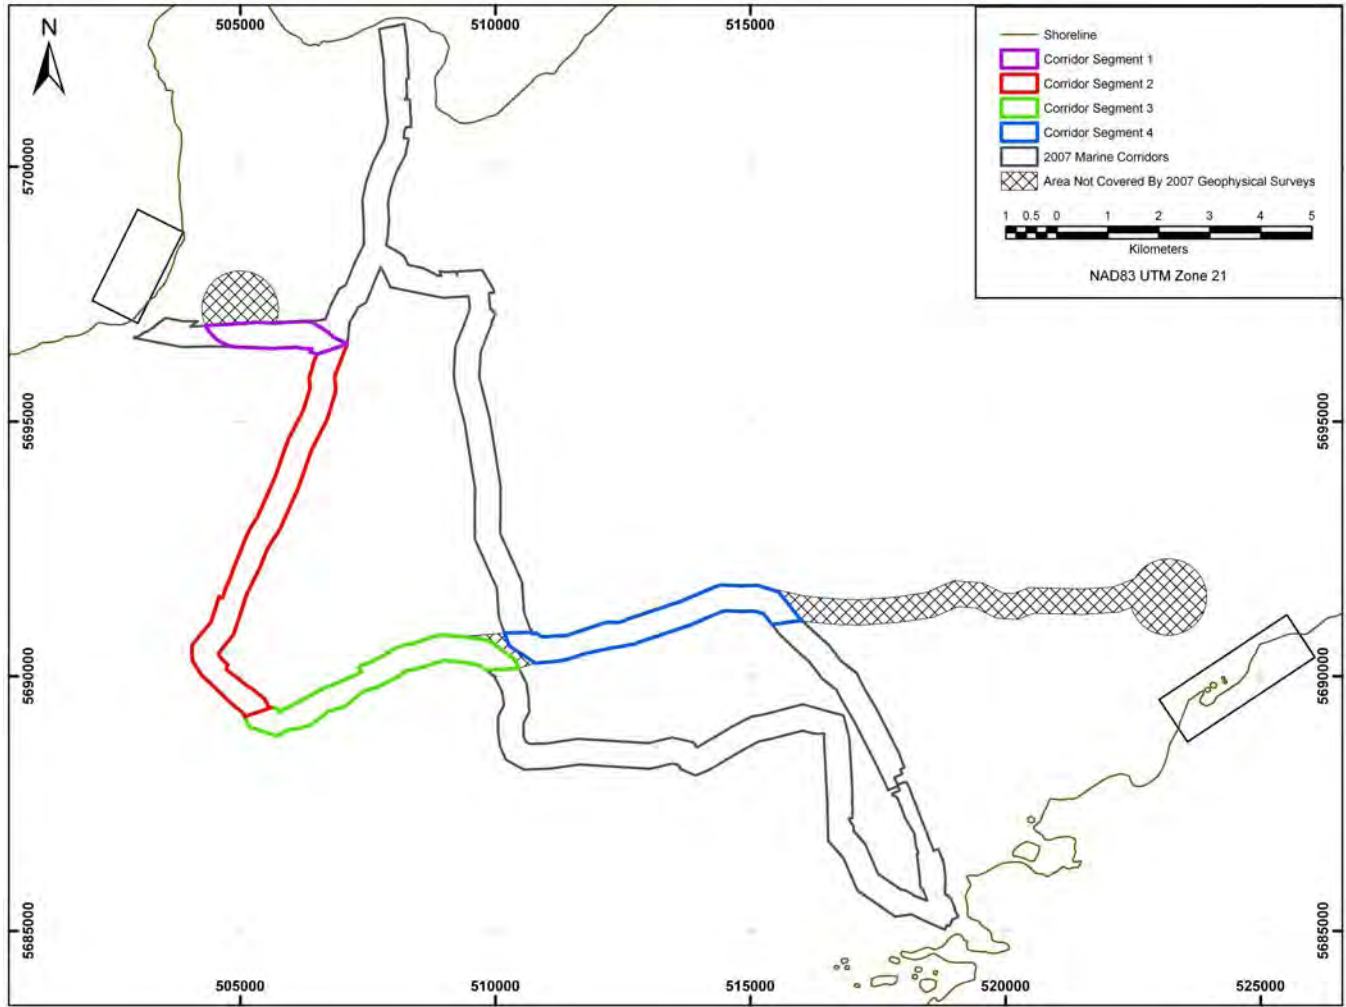 505000
510000
515000
N
Shoreline
Corridor Segment 1
Corridor Segment 2
Corridor Segment 3
Corridor Segment 4
2007 Marine Corridors
Area Not Covered By 2007 Geophysical Surveys
1 0.5 0 1 2 3 4 5
Kilometers
NAD83 UTM Zone 21
5700000
5695000
5695000
5690000
5690000
5685000
5685000
505000
510000
515000
520000
525000